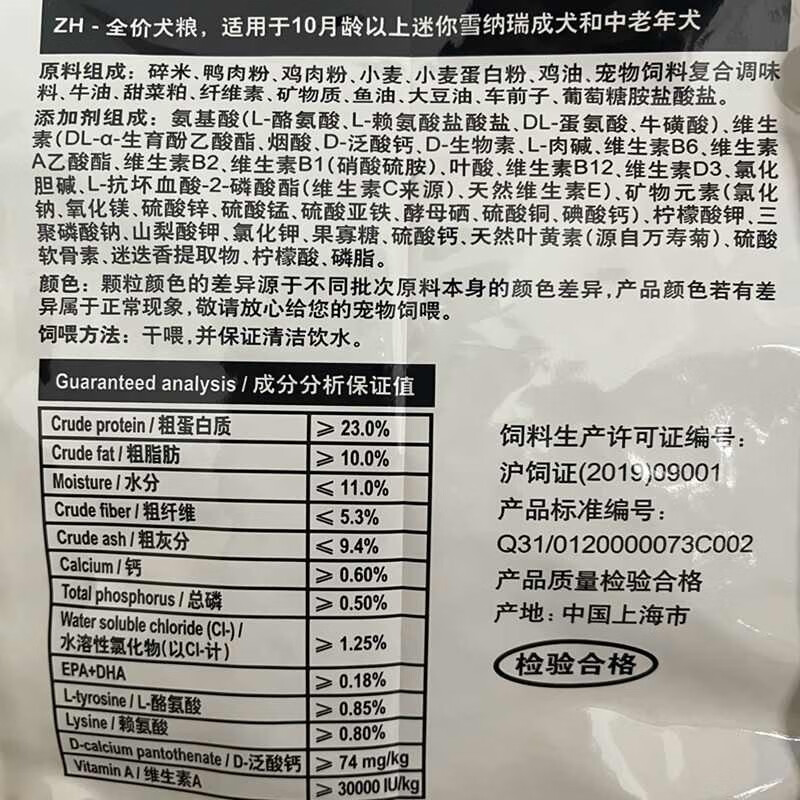 ZH - 全价犬粮，适用于10月龄以上迷你雪纳瑞成犬和中老年犬
原料组成：碎米、鸭肉粉、鸡肉粉、小麦、小麦蛋白粉、鸡油、宠物饲料复合调味
料、牛油、甜菜粕、纤维素、矿物质、鱼油、大豆油、车前子、葡萄糖胺盐酸盐。
添加剂组成：氨基酸(L-酪氨酸、L-赖氨酸盐酸盐、DL-蛋氨酸、牛磺酸)、维生
素(DL-α-生育酚乙酸酯、烟酸、D-泛酸钙、D-生物素、L-肉碱、维生素B6、维生素
A乙酸酯、维生素B2、维生素B1(硝酸硫胺)、叶酸、维生素B12、维生素D3、氯化
胆碱、L-抗坏血酸-2-磷酸酯(维生素C来源)、天然维生素E)、矿物元素(氯化
钠、氧化镁、硫酸锌、硫酸锰、硫酸亚铁、酵母硒、硫酸铜、碘酸钙)、柠檬酸钾、三
聚磷酸钠、山梨酸钾、氯化钾、果寡糖、硫酸钙、天然叶黄素(源自万寿菊)、硫酸
软骨素、迷迭香提取物、柠檬酸、磷脂。
颜色：颗粒颜色的差异源于不同批次原料本身的颜色差异,产品颜色若有差
异属于正常现象,敬请放心给您的宠物饲喂。
饲喂方法：干喂,并保证清洁饮水。
Guaranteed analysis / 成分分析保证值
Crude protein / 粗蛋白质 ⩾ 23.0%
Crude fat / 粗脂肪 ⩾ 10.0%
Moisture / 水分 ⩽ 11.0%
Crude fiber / 粗纤维 ⩽ 5.3%
Crude ash / 粗灰分 ⩽ 9.4%
Calcium / 钙 ⩾ 0.60%
Total phosphorus / 总磷 ⩾ 0.50%
Water soluble chloride (Cl-) /
水溶性氯化物(以Cl-计) ⩾ 1.25%
EPA+DHA ⩾ 0.18%
L-tyrosine / L-酪氨酸 ⩾ 0.85%
Lysine / 赖氨酸 ⩾ 0.80%
D-calcium pantothenate / D-泛酸钙 ⩾ 74 mg/kg
Vitamin A / 维生素A ⩾ 30000 IU/kg
饲料生产许可证编号：
沪饲证(2019)09001
产品标准编号：
Q31/0120000073C002
产品质量检验合格
产地：中国上海市
检验合格